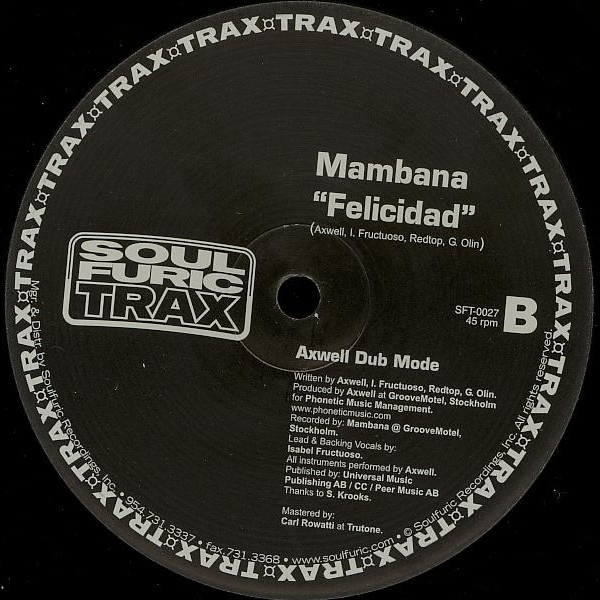 TRAX¤TRAX¤TRAX¤TRAX¤TRAX¤TRAX¤TRAX¤TRAX¤TRAX¤TRAX¤TRAX¤TRAX¤TRAX¤TRAX¤TRAX¤TRAX¤
Mambana
“Felicidad”
(Axwell, I. Fructuoso, Redtop, G. Olin)
SOUL
FURIC
TRAX
SFT-0027
45 rpm
B
Axwell Dub Mode
Written by Axwell, I. Fructuoso, Redtop, G. Olin.
Produced by Axwell at GrooveMotel, Stockholm
for Phonetic Music Management.
www.phoneticmusic.com
Recorded by: Mambana @ GrooveMotel,
Stockholm.
Lead & Backing Vocals by:
Isabel Fructuoso.
All instruments performed by Axwell.
Published by: Universal Music
Publishing AB / CC / Peer Music AB
Thanks to S. Krooks.
Mastered by:
Carl Rowatti at Trutone.
Mgr. & Distr. by Soulfuric Recordings, Inc. • 954.731.3337 • fax.731.3368 • www.soulfuric.com • © Soulfuric Recordings, Inc. All rights reserved.